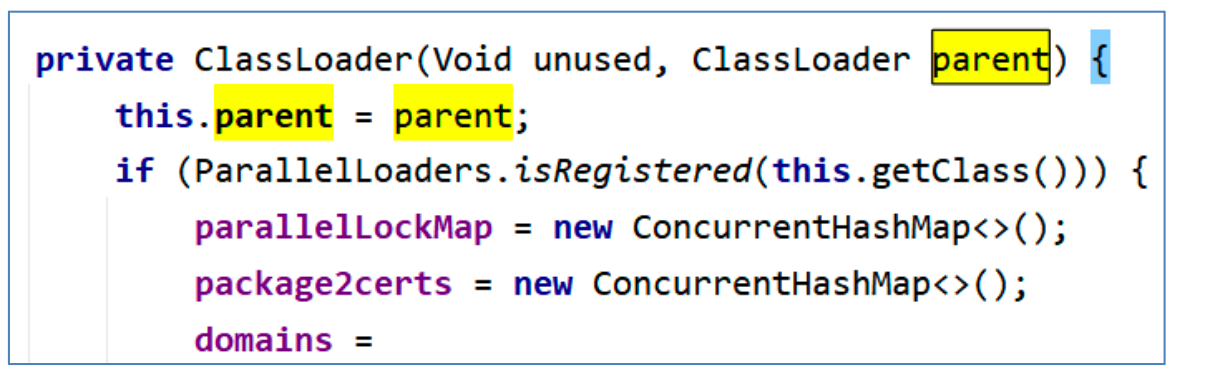 private ClassLoader(Void unused, ClassLoader parent) {
this.parent = parent;
if (ParallelLoaders.isRegistered(this.getClass())) {
parallelLockMap = new ConcurrentHashMap<>();
package2certs = new ConcurrentHashMap<>();
domains =